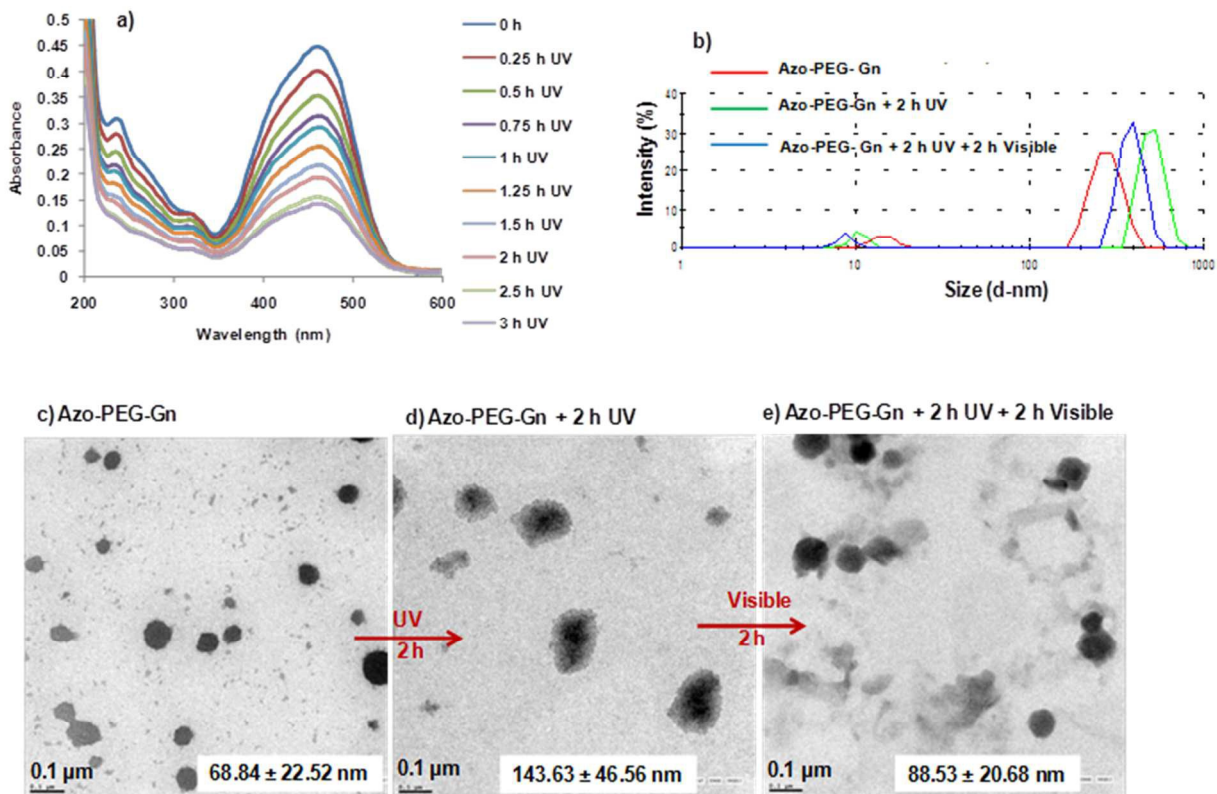 a)
0.5
0.45
0.4
0.35
0.3
0.25
0.2
0.15
0.1
0.05
0
Absorbance
200 300 400 500 600
Wavelength (nm)
0 h
0.25 h UV
0.5 h UV
0.75 h UV
1 h UV
1.25 h UV
1.5 h UV
2 h UV
2.5 h UV
3 h UV
b)
Azo-PEG- Gn
Azo-PEG-Gn + 2 h UV
Azo-PEG- Gn + 2 h UV + 2 h Visible
40
30
20
10
0
Intensity (%)
1 10 100 1000
Size (d-nm)
c) Azo-PEG-Gn
d) Azo-PEG-Gn + 2 h UV
e) Azo-PEG-Gn + 2 h UV + 2 h Visible
UV
2h
Visible
2h
0.1 µm
68.84 ± 22.52 nm
0.1 µm
143.63 ± 46.56 nm
0.1 µm
88.53 ± 20.68 nm